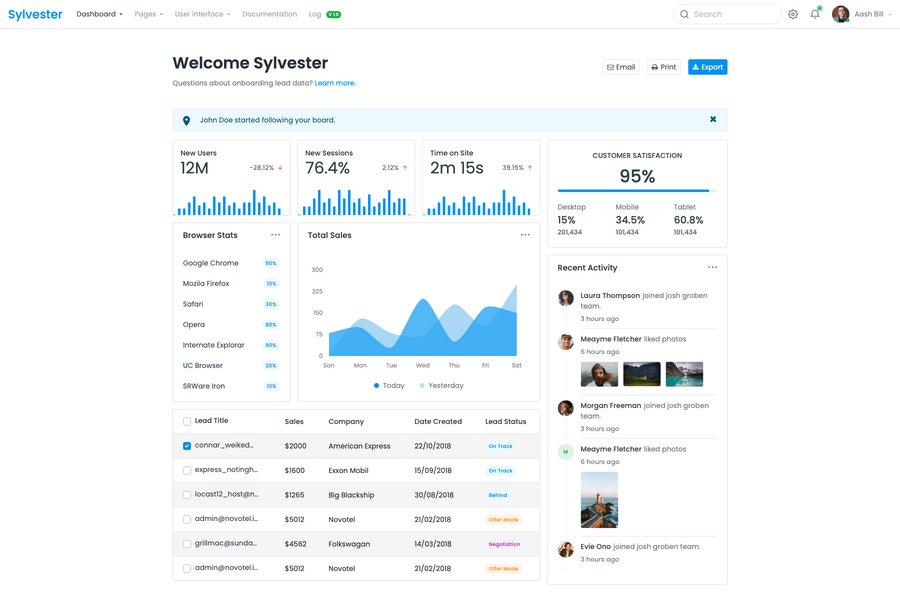 Sylvester
Dashboard
Pages
User interface
Documentation
Log
V 1.0
Search
Aash Bill
Welcome Sylvester
Questions about onboarding lead data? Learn more.
Email
Print
Export
John Doe started following your board.
New Users
12M
-28.12%
New Sessions
76.4%
2.12%
Time on Site
2m 15s
39.15%
CUSTOMER SATISFACTION
95%
Desktop Mobile Tablet
15% 34.5% 60.8%
201,434 101,434 101,434
Browser Stats
Google Chrome 50%
Mozila Firefox 10%
Safari 30%
Opera 80%
Internate Explorar 90%
UC Browser 20%
SRWare Iron 10%
Total Sales
300
225
150
75
0
Son Mon Tue Wed Thu Fri Sat
Today Yesterday
Recent Activity
Laura Thompson joined josh groben
team.
3 hours ago
Meayme Fletcher liked photos
6 hours ago
Morgan Freeman joined josh groben
team.
3 hours ago
M
Meayme Fletcher liked photos
6 hours ago
Evie Ono joined josh groben team.
3 hours ago
Lead Title Sales Company Date Created Lead Status
connar_weiked... $2000 American Express 22/10/2018 On Track
express_notingh... $1600 Exxon Mobil 15/09/2018 On Track
locast12_host@n... $1265 Big Blackship 30/08/2018 Behind
admin@novotel.i... $5012 Novotel 21/02/2018 Offer Made
grillmac@sunda... $4562 Folkswagan 14/03/2018 Negotiation
admin@novotel.i... $5012 Novotel 21/02/2018 Offer Made